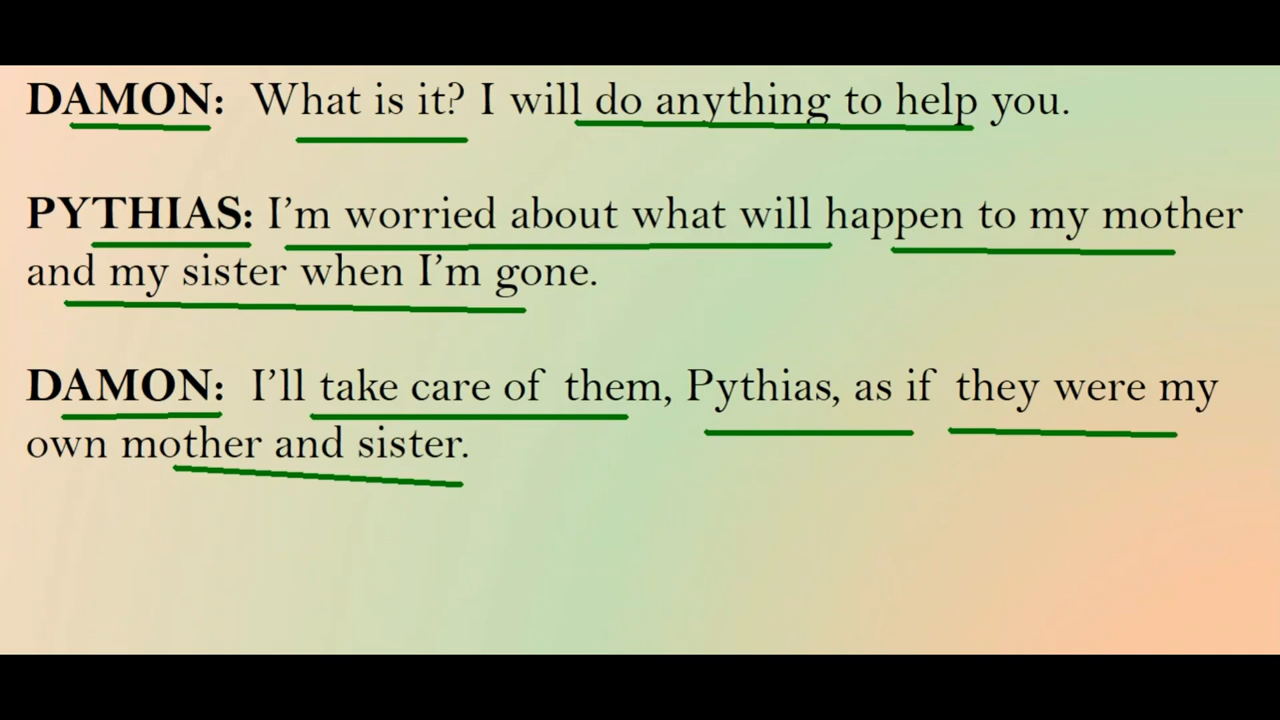 DAMON: What is it? I will do anything to help you.
PYTHIAS: I’m worried about what will happen to my mother
and my sister when I’m gone.
DAMON: I’ll take care of them, Pythias, as if they were my
own mother and sister.